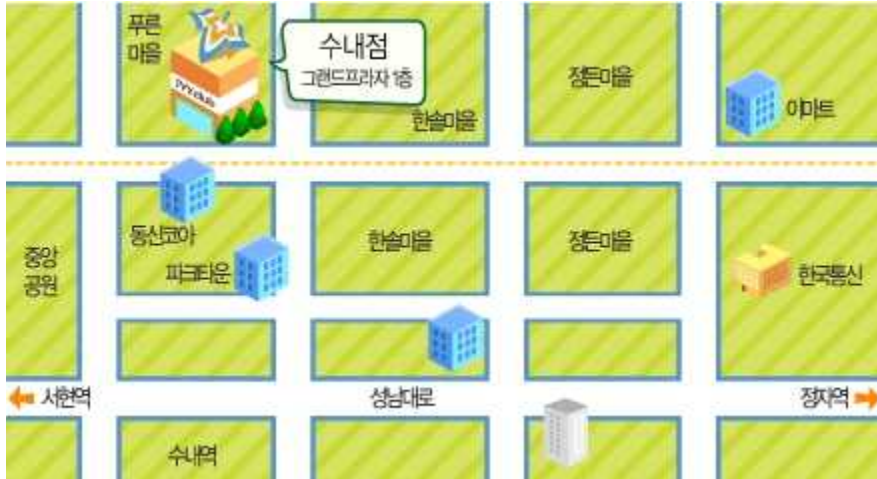 푸른
마을
IVY club
수내점
그랜드프라자 1층
한솔마을
정든마을
이마트
중앙
공원
동신코아
파크타운
한솔마을
정든마을
한국통신
서현역
성남대로
정자역
수내역